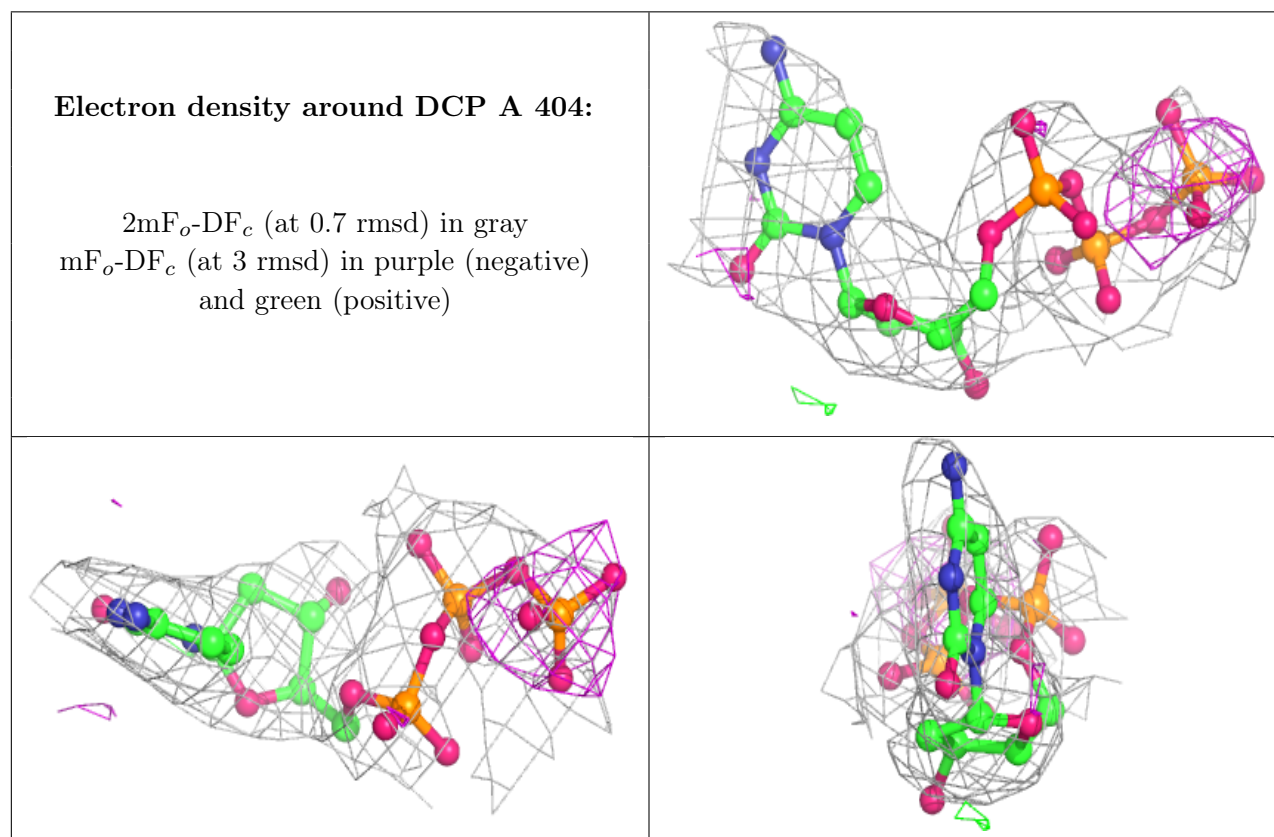 Electron density around DCP A 404:
2mFo-DFc (at 0.7 rmsd) in gray
mFo-DFc (at 3 rmsd) in purple (negative)
and green (positive)